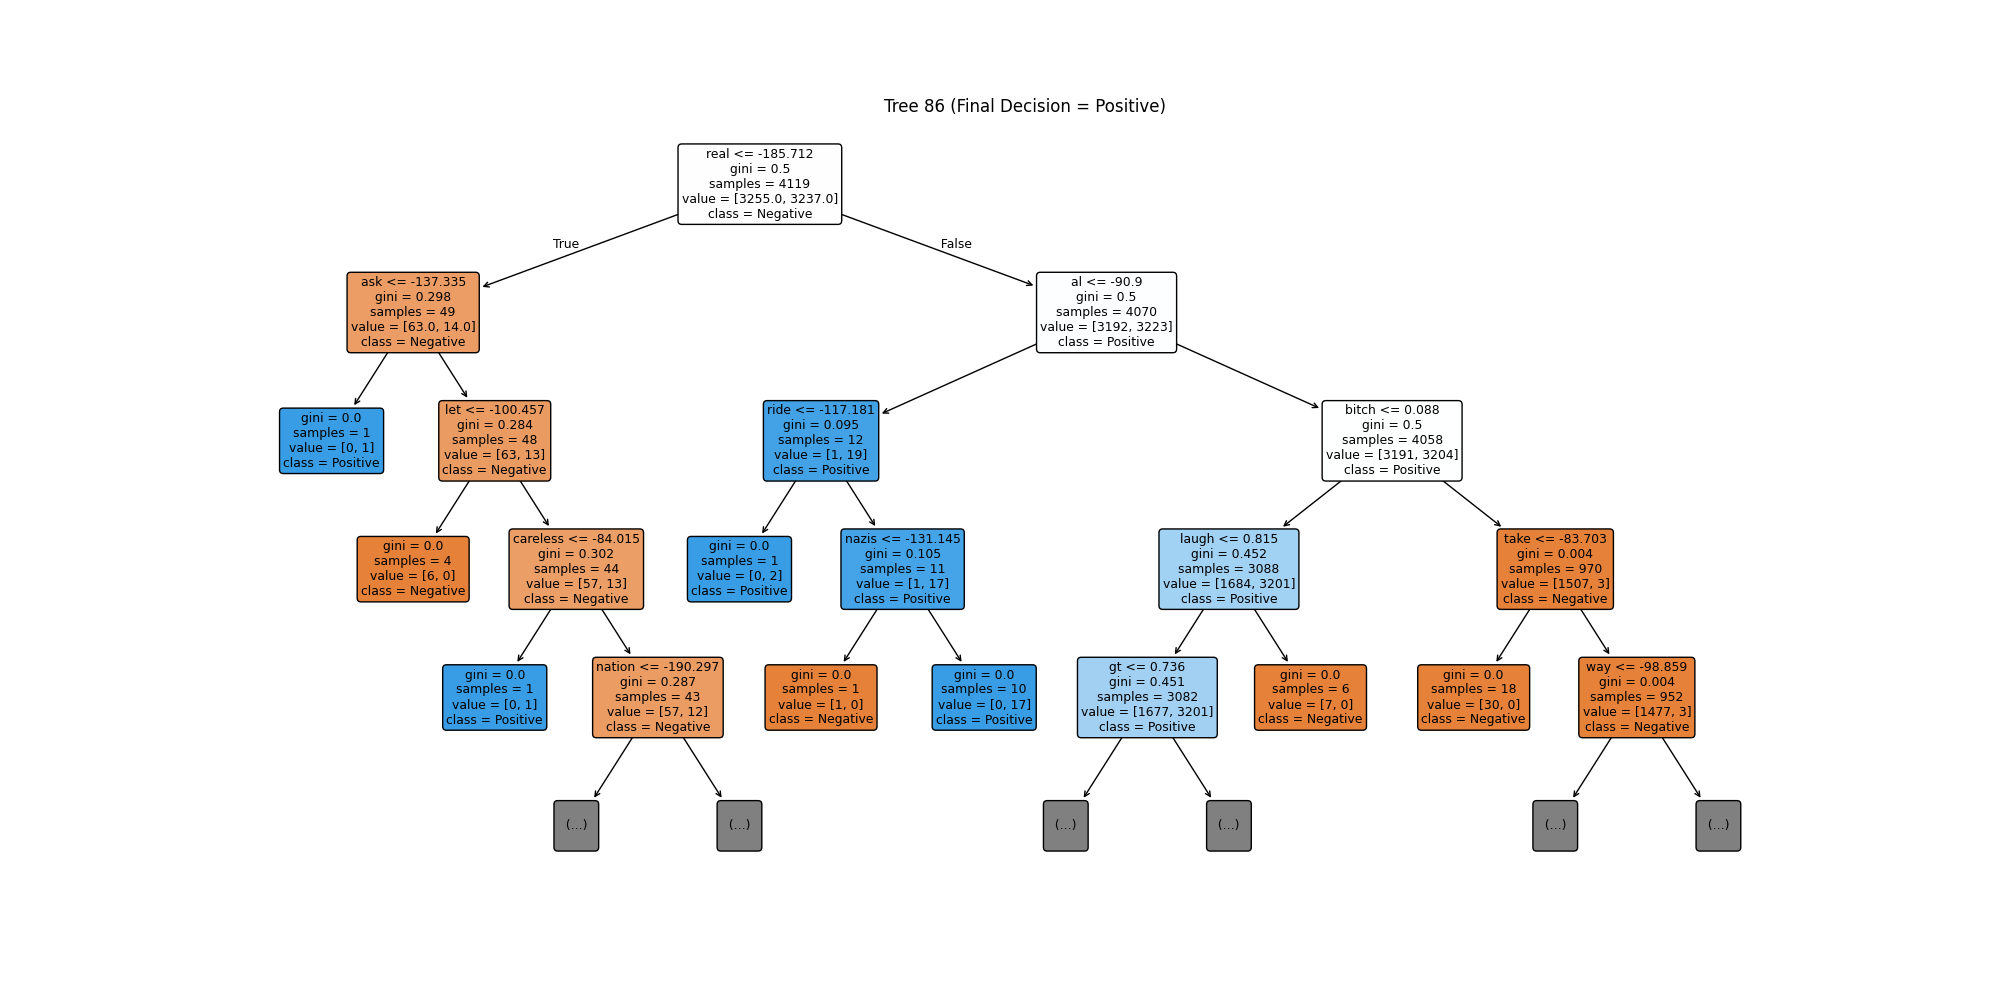 Tree 86 (Final Decision = Positive)
real <= -185.712
gini = 0.5
samples = 4119
value = [3255.0, 3237.0]
class = Negative
True
False
ask <= -137.335
gini = 0.298
samples = 49
value = [63.0, 14.0]
class = Negative
al <= -90.9
gini = 0.5
samples = 4070
value = [3192, 3223]
class = Positive
gini = 0.0
samples = 1
value = [0, 1]
class = Positive
let <= -100.457
gini = 0.284
samples = 48
value = [63, 13]
class = Negative
ride <= -117.181
gini = 0.095
samples = 12
value = [1, 19]
class = Positive
bitch <= 0.088
gini = 0.5
samples = 4058
value = [3191, 3204]
class = Positive
gini = 0.0
samples = 4
value = [6, 0]
class = Negative
careless <= -84.015
gini = 0.302
samples = 44
value = [57, 13]
class = Negative
gini = 0.0
samples = 1
value = [0, 2]
class = Positive
nazis <= -131.145
gini = 0.105
samples = 11
value = [1, 17]
class = Positive
laugh <= 0.815
gini = 0.452
samples = 3088
value = [1684, 3201]
class = Positive
take <= -83.703
gini = 0.004
samples = 970
value = [1507, 3]
class = Negative
gini = 0.0
samples = 1
value = [0, 1]
class = Positive
nation <= -190.297
gini = 0.287
samples = 43
value = [57, 12]
class = Negative
gini = 0.0
samples = 1
value = [1, 0]
class = Negative
gini = 0.0
samples = 10
value = [0, 17]
class = Positive
gt <= 0.736
gini = 0.451
samples = 3082
value = [1677, 3201]
class = Positive
gini = 0.0
samples = 6
value = [7, 0]
class = Negative
gini = 0.0
samples = 18
value = [30, 0]
class = Negative
way <= -98.859
gini = 0.004
samples = 952
value = [1477, 3]
class = Negative
(...)
(...)
(...)
(...)
(...)
(...)